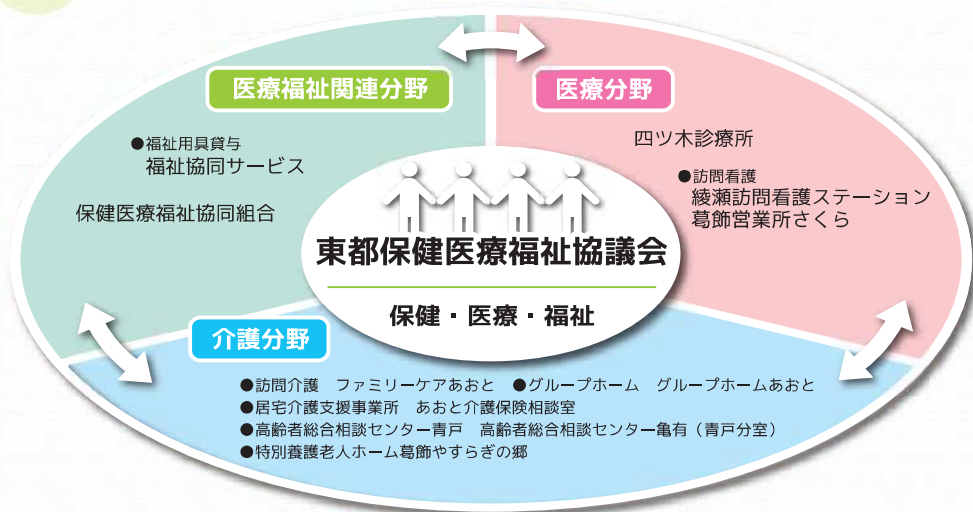 医療福祉関連分野
●福祉用具貸与
福祉協同サービス
保健医療福祉協同組合
医療分野
四ツ木診療所
●訪問看護
綾瀬訪問看護ステーション
葛飾営業所さくら
東都保健医療福祉協議会
保健・医療・福祉
介護分野
●訪問介護　ファミリーケアあおと　●グループホーム　グループホームあおと
●居宅介護支援事業所　あおと介護保険相談室
●高齢者総合相談センター青戸　高齢者総合相談センター亀有（青戸分室）
●特別養護老人ホーム葛飾やすらぎの郷